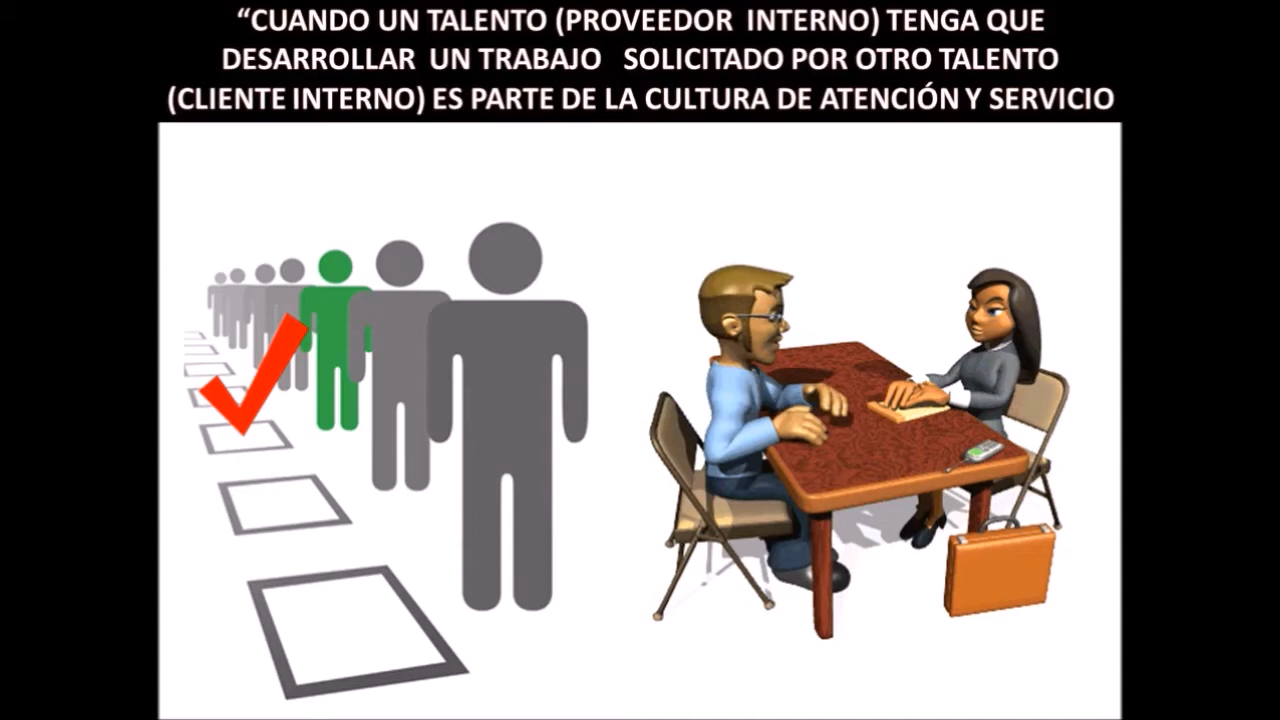 “CUANDO UN TALENTO (PROVEEDOR INTERNO) TENGA QUE
DESARROLLAR UN TRABAJO SOLICITADO POR OTRO TALENTO
(CLIENTE INTERNO) ES PARTE DE LA CULTURA DE ATENCIÓN Y SERVICIO